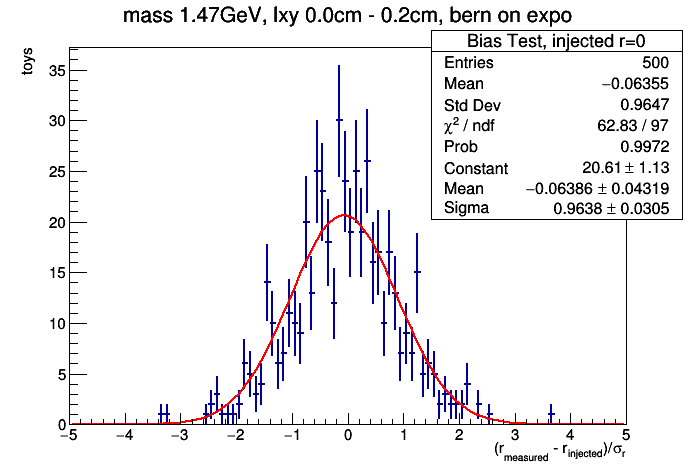 mass 1.47GeV, lxy 0.0cm - 0.2cm, bern on expo
Bias Test, injected r=0
Entries 500
Mean −0.06355
Std Dev 0.9647
χ² / ndf 62.83 / 97
Prob 0.9972
Constant 20.61 ± 1.13
Mean −0.06386 ± 0.04319
Sigma 0.9638 ± 0.0305
toys
35
30
25
20
15
10
5
0
−5 −4 −3 −2 −1 0 1 2 3 4 5
(r_measured - r_injected)/σ_r